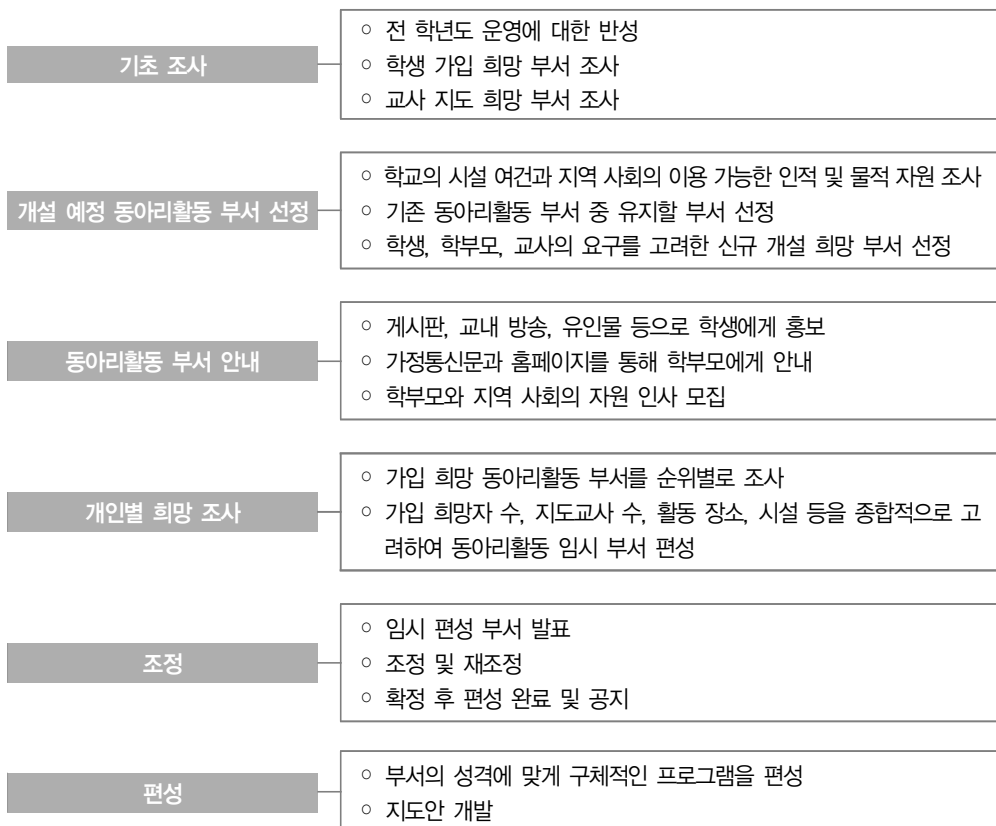 기초 조사
○ 전 학년도 운영에 대한 반성
○ 학생 가입 희망 부서 조사
○ 교사 지도 희망 부서 조사
개설 예정 동아리활동 부서 선정
○ 학교의 시설 여건과 지역 사회의 이용 가능한 인적 및 물적 자원 조사
○ 기존 동아리활동 부서 중 유지할 부서 선정
○ 학생, 학부모, 교사의 요구를 고려한 신규 개설 희망 부서 선정
동아리활동 부서 안내
○ 게시판, 교내 방송, 유인물 등으로 학생에게 홍보
○ 가정통신문과 홈페이지를 통해 학부모에게 안내
○ 학부모와 지역 사회의 자원 인사 모집
개인별 희망 조사
○ 가입 희망 동아리활동 부서를 순위별로 조사
○ 가입 희망자 수, 지도교사 수, 활동 장소, 시설 등을 종합적으로 고
려하여 동아리활동 임시 부서 편성
조정
○ 임시 편성 부서 발표
○ 조정 및 재조정
○ 확정 후 편성 완료 및 공지
편성
○ 부서의 성격에 맞게 구체적인 프로그램을 편성
○ 지도안 개발